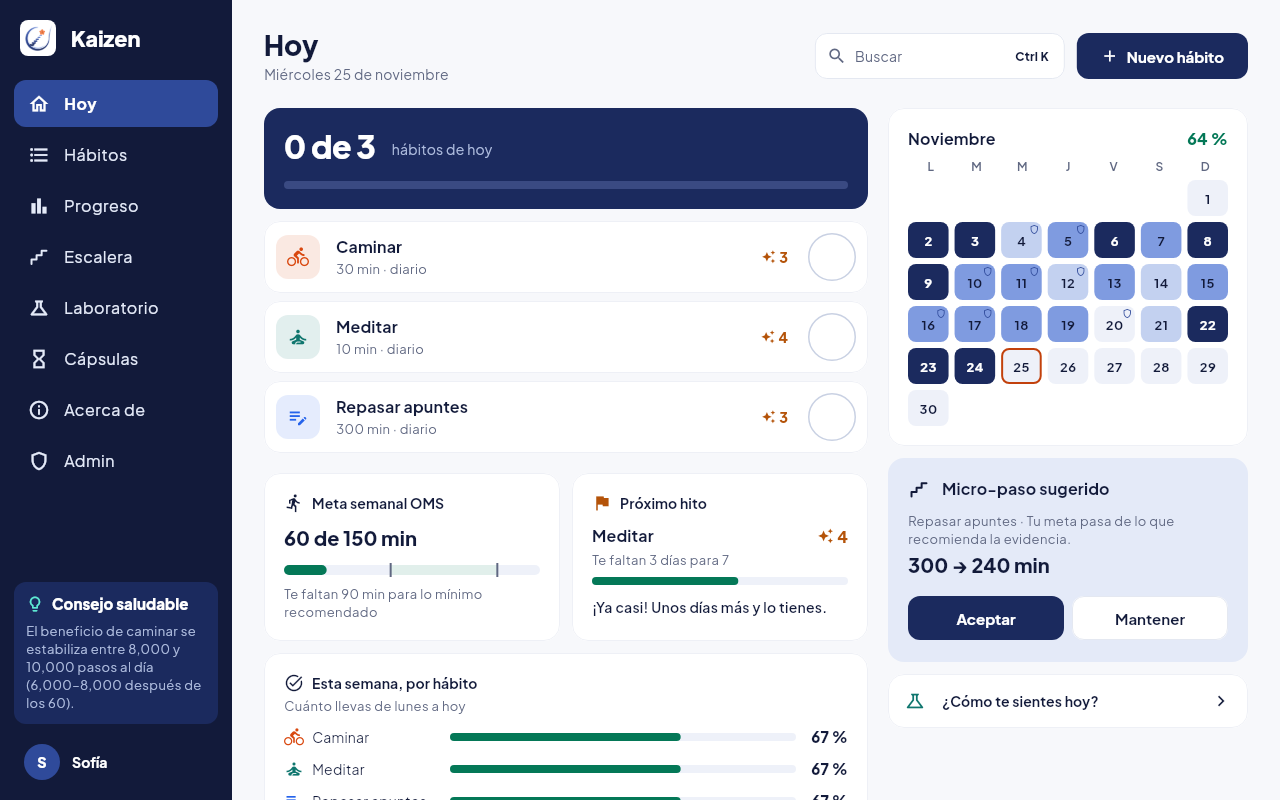 Kaizen
Hoy
Hábitos
Progreso
Escalera
Laboratorio
Cápsulas
Acerca de
Admin
Consejo saludable
El beneficio de caminar se
estabiliza entre 8,000 y
10,000 pasos al día
(6,000–8,000 después de
los 60).
S
Sofía
Hoy
Miércoles 25 de noviembre
Buscar
Ctrl K
Nuevo hábito
0 de 3 hábitos de hoy
Caminar
30 min · diario
3
Meditar
10 min · diario
4
Repasar apuntes
300 min · diario
3
Meta semanal OMS
60 de 150 min
Te faltan 90 min para lo mínimo
recomendado
Próximo hito
Meditar
4
Te faltan 3 días para 7
¡Ya casi! Unos días más y lo tienes.
Esta semana, por hábito
Cuánto llevas de lunes a hoy
Caminar 67 %
Meditar 67 %
Repasar apuntes 67 %
Noviembre 64 %
L M M J V S D
1
2 3 4 5 6 7 8
9 10 11 12 13 14 15
16 17 18 19 20 21 22
23 24 25 26 27 28 29
30
Micro-paso sugerido
Repasar apuntes · Tu meta pasa de lo que
recomienda la evidencia.
300 → 240 min
Aceptar
Mantener
¿Cómo te sientes hoy?